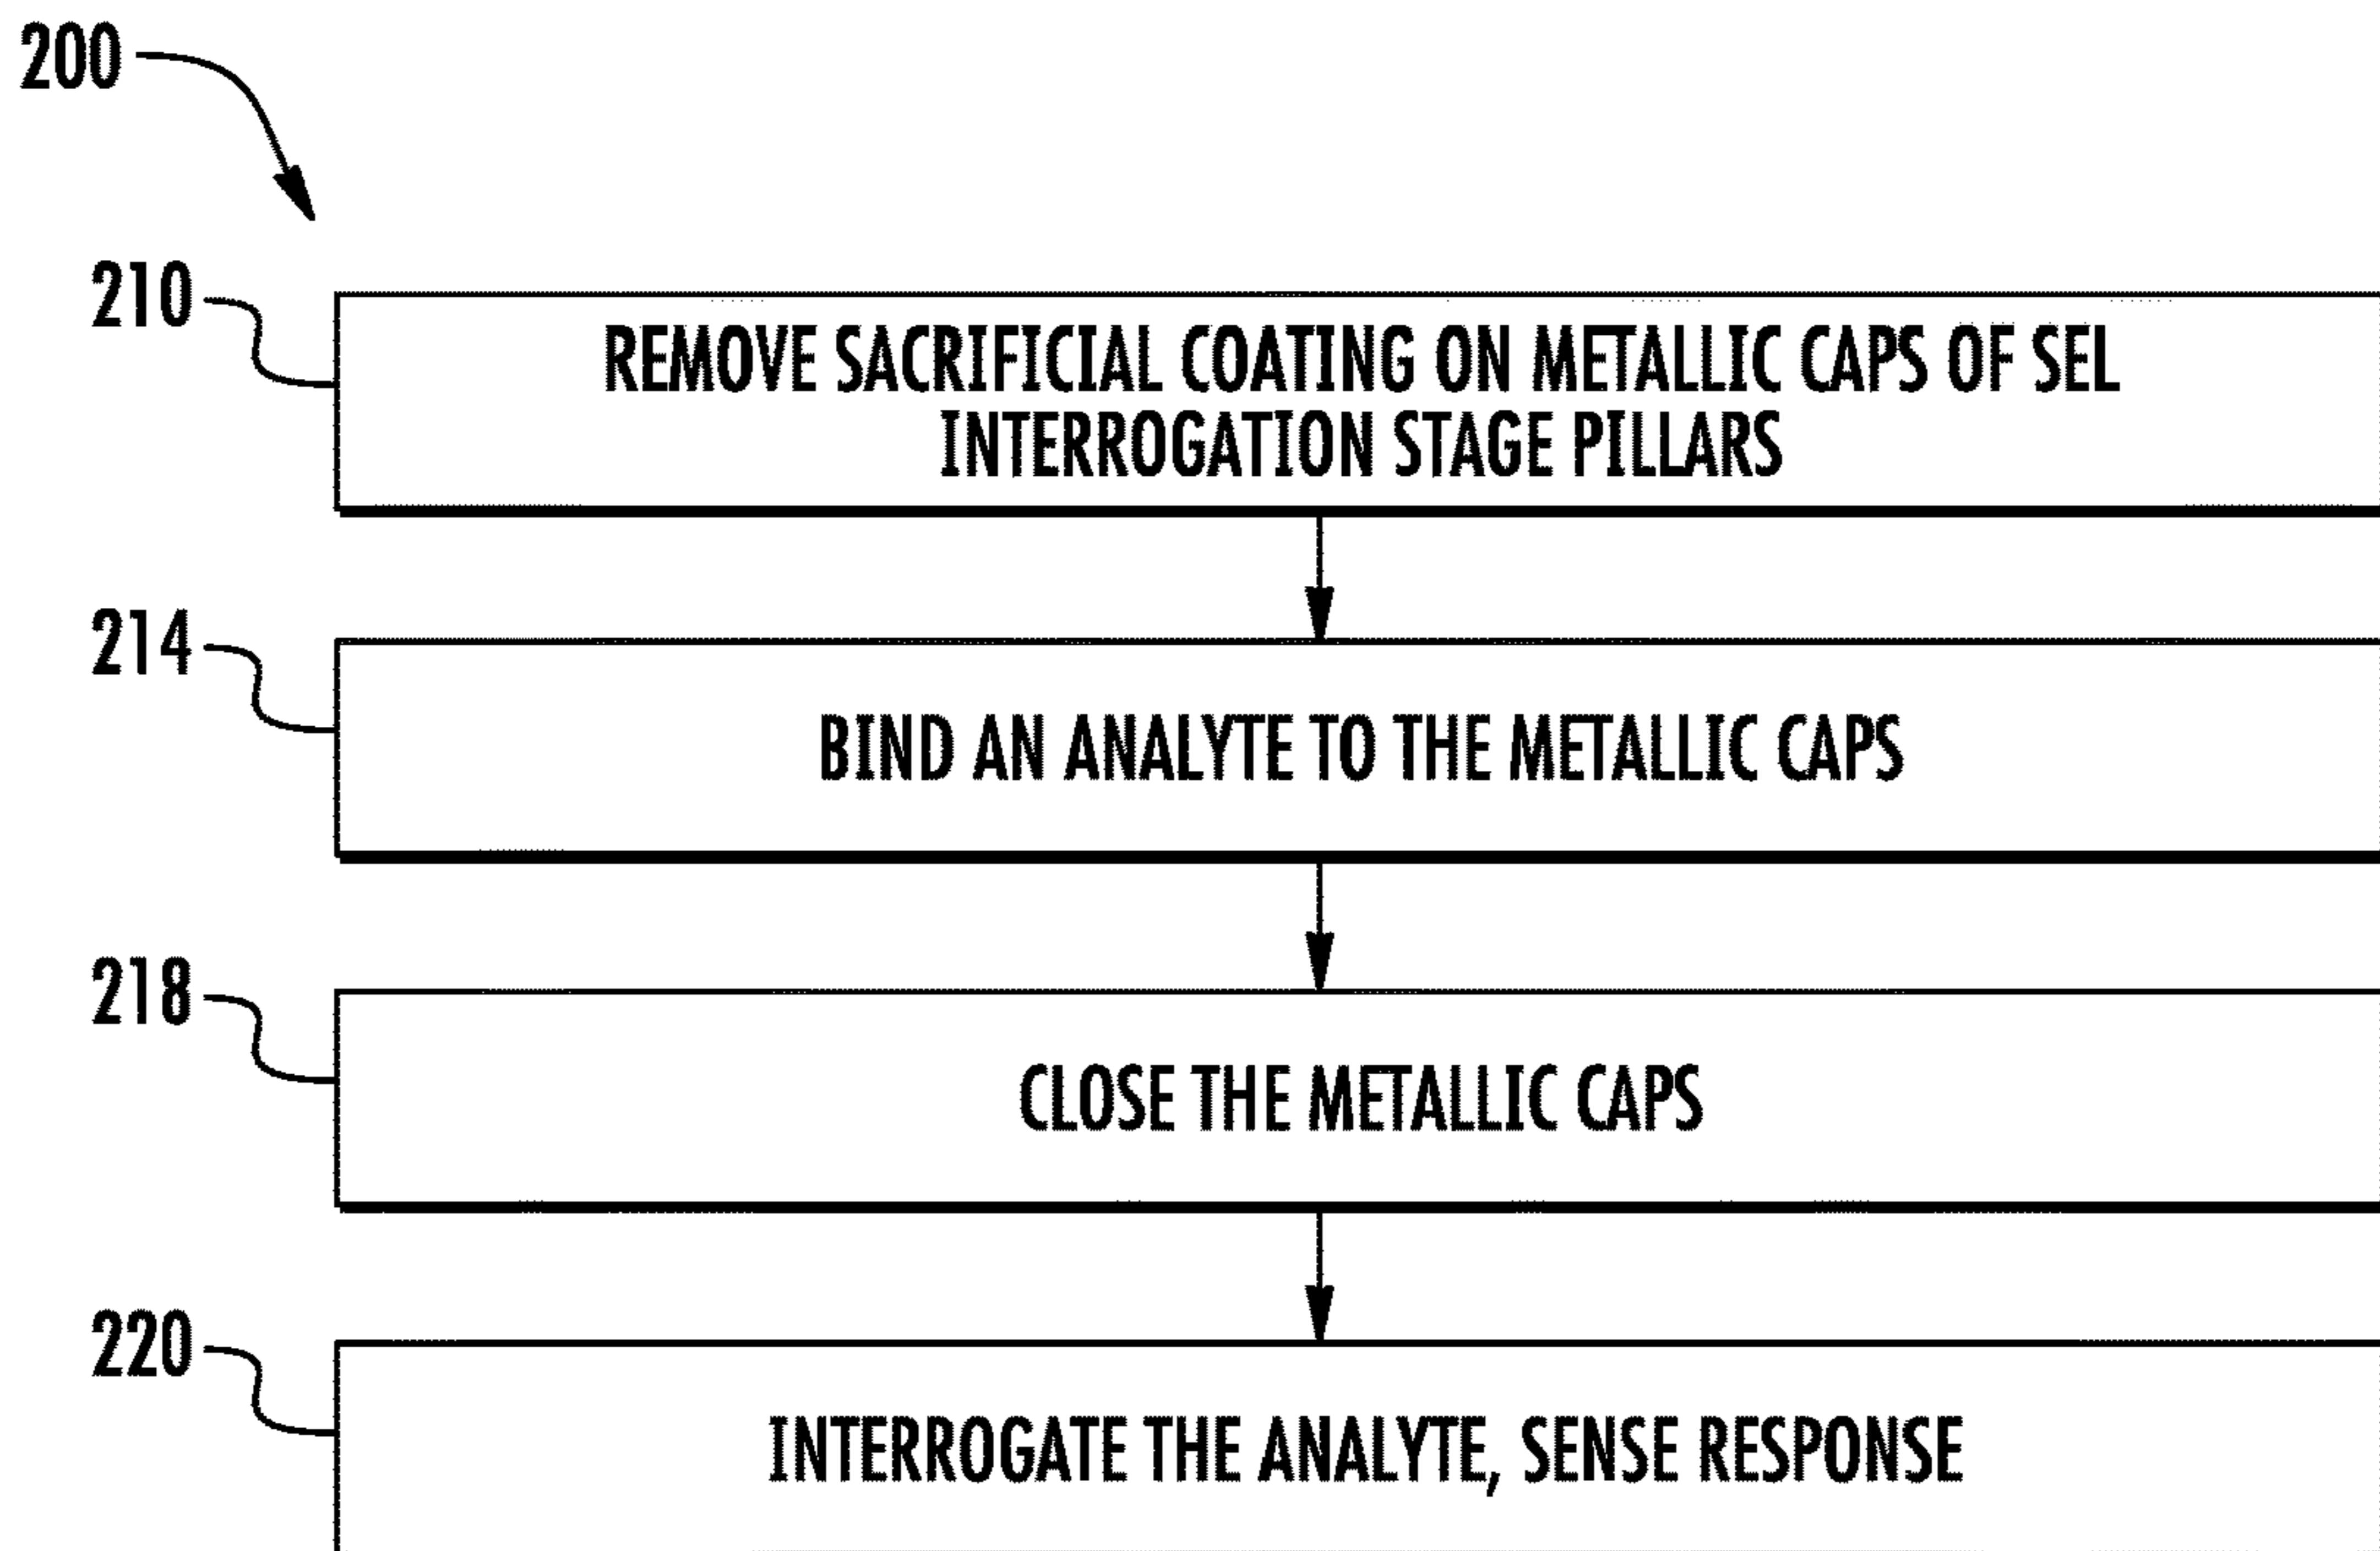 200
210
REMOVE SACRIFICIAL COATING ON METALLIC CAPS OF SEL
INTERROGATION STAGE PILLARS
214
BIND AN ANALYTE TO THE METALLIC CAPS
218
CLOSE THE METALLIC CAPS
220
INTERROGATE THE ANALYTE, SENSE RESPONSE